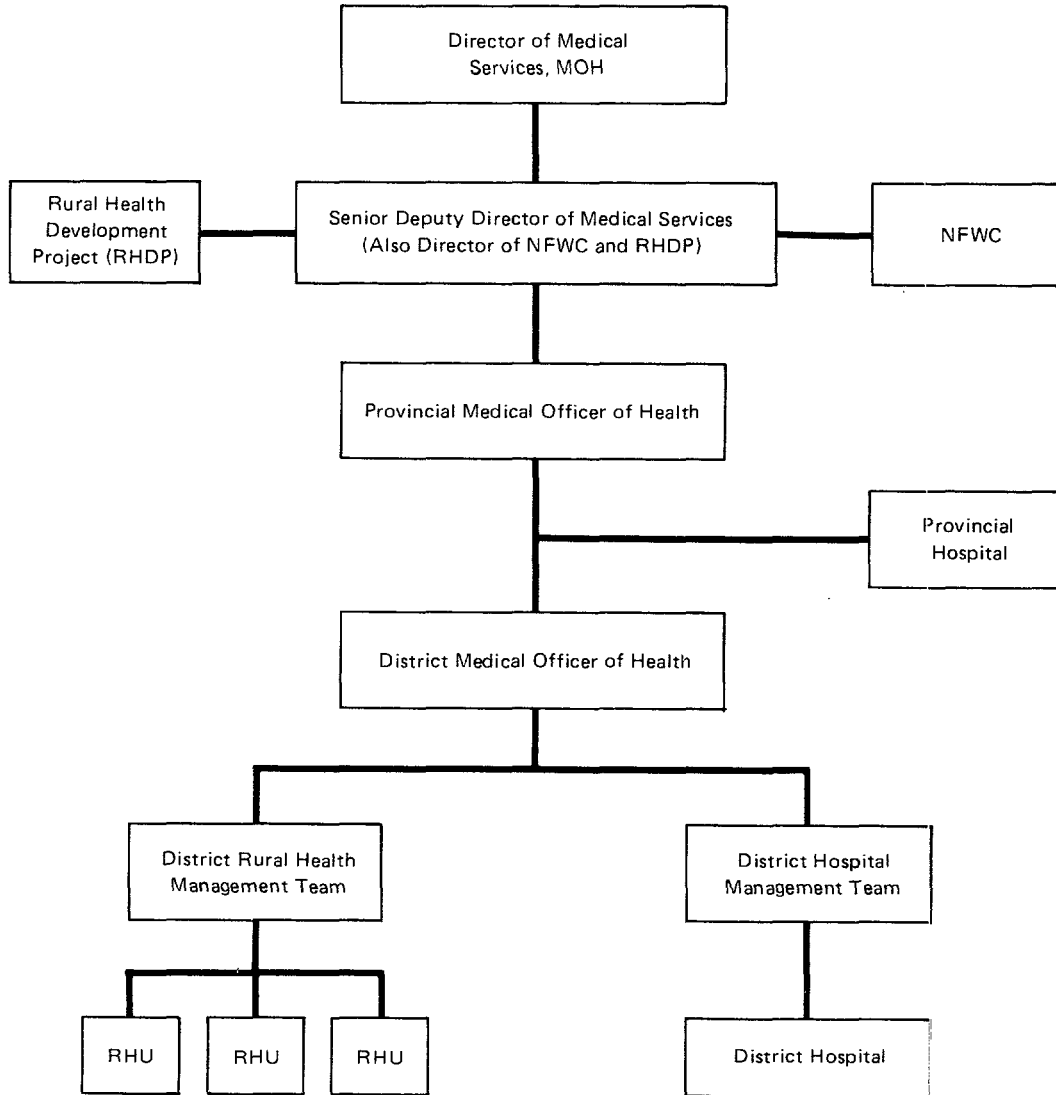 Director of Medical
Services, MOH
Rural Health
Development
Project (RHDP)
Senior Deputy Director of Medical Services
(Also Director of NFWC and RHDP)
NFWC
Provincial Medical Officer of Health
Provincial
Hospital
District Medical Officer of Health
District Rural Health
Management Team
District Hospital
Management Team
RHU
RHU
RHU
District Hospital